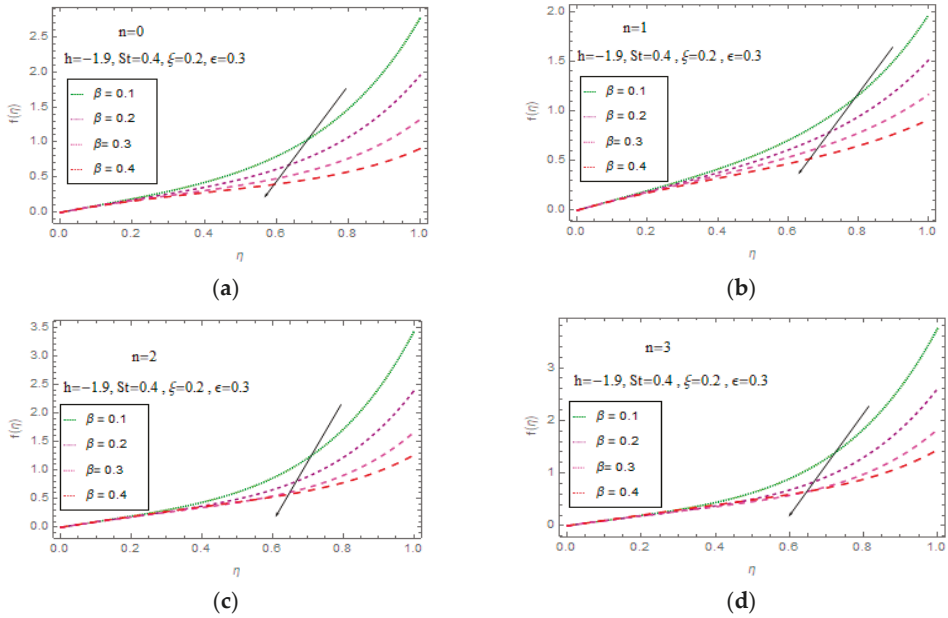 n=0
h=−1.9, St=0.4, ξ=0.2, ϵ=0.3
β = 0.1
β = 0.2
β= 0.3
β = 0.4
f(η)
2.5
2.0
1.5
1.0
0.5
0.0
0.0 0.2 0.4 0.6 0.8 1.0
η
(a)
n=1
h=−1.9, St=0.4 , ξ=0.2 , ϵ=0.3
β = 0.1
β = 0.2
β= 0.3
β = 0.4
f(η)
2.0
1.5
1.0
0.5
0.0
0.0 0.2 0.4 0.6 0.8 1.0
η
(b)
n=2
h=−1.9, St=0.4 , ξ=0.2 , ϵ=0.3
β = 0.1
β = 0.2
β= 0.3
β = 0.4
f(η)
3.5
3.0
2.5
2.0
1.5
1.0
0.5
0.0
0.0 0.2 0.4 0.6 0.8 1.0
η
(c)
n=3
h=−1.9, St=0.4 , ξ=0.2 , ϵ=0.3
β = 0.1
β = 0.2
β= 0.3
β = 0.4
f(η)
3
2
1
0
0.0 0.2 0.4 0.6 0.8 1.0
η
(d)